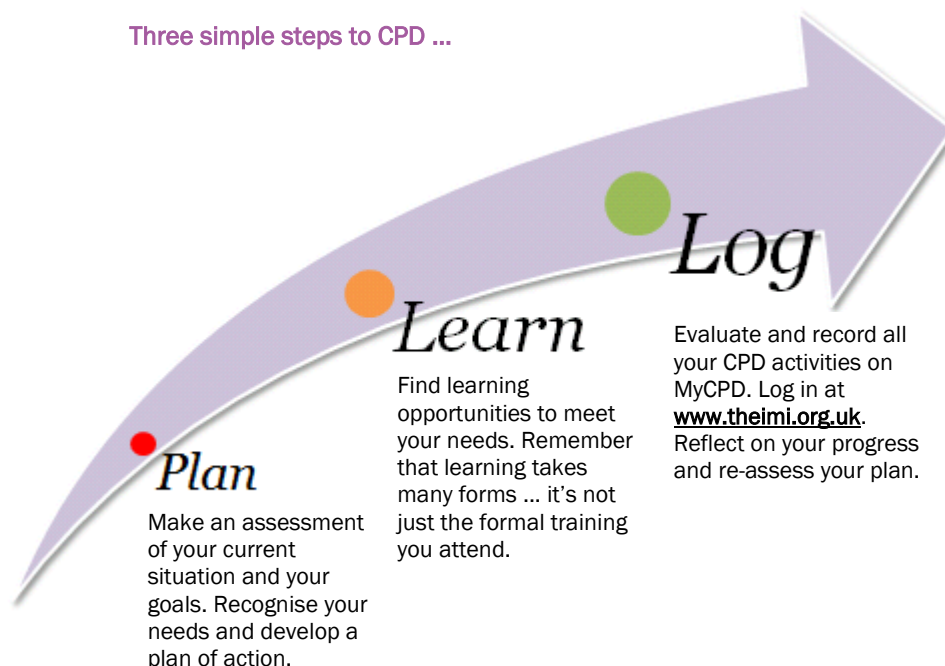 Three simple steps to CPD ...
Plan
Make an assessment
of your current
situation and your
goals. Recognise your
needs and develop a
plan of action.
Learn
Find learning
opportunities to meet
your needs. Remember
that learning takes
many forms ... it's not
just the formal training
you attend.
Log
Evaluate and record all
your CPD activities on
MyCPD. Log in at
www.theimi.org.uk.
Reflect on your progress
and re-assess your plan.